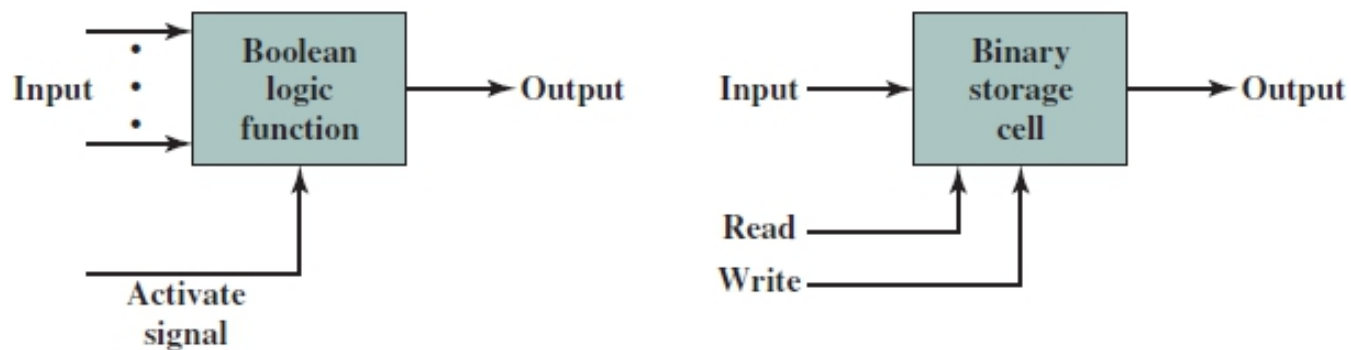 Input
Boolean
logic
function
Output
Activate
signal
Input
Binary
storage
cell
Output
Read
Write